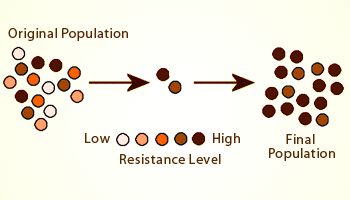 Original Population
Low High
Resistance Level
Final
Population